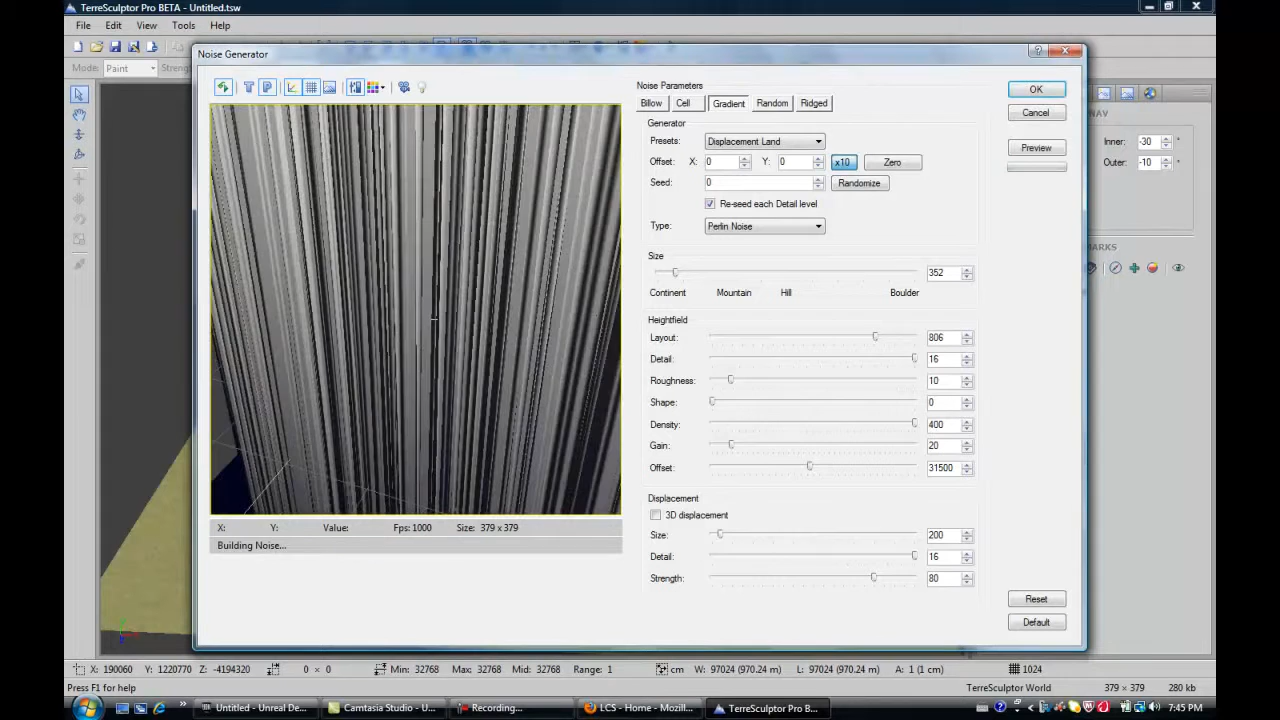 TerreSculptor Pro BETA - Untitled.tsw
File Edit View Tools Help
Mode: Paint
Noise Generator
Noise Parameters
Billow Cell Gradient Random Ridged
Generator
Presets: Displacement Land
Offset: X: 0 Y: 0 x10 Zero
Seed: 0 Randomize
Re-seed each Detail level
Type: Perlin Noise
Size
352
Continent Mountain Hill Boulder
Heightfield
Layout: 806
Detail: 16
Roughness: 10
Shape: 0
Density: 400
Gain: 20
Offset: 31500
Displacement
3D displacement
Size: 200
Detail: 16
Strength: 80
OK
Cancel
Preview
Reset
Default
X: Y: Value: Fps: 1000 Size: 379 x 379
Building Noise...
NAV
Inner: -30 °
Outer: -10 °
MARKS
X: 190060 Y: 1220770 Z: -4194320 0 × 0 Min: 32768 Max: 32768 Mid: 32768 Range: 1 cm W: 97024 (970.24 m) L: 97024 (970.24 m) A: 1 (1 cm) 1024
Press F1 for help TerreSculptor World 379 × 379 280 kb
Untitled - Unreal De... Camtasia Studio - U... Recording... LCS - Home - Mozill... TerreSculptor Pro B... 7:45 PM